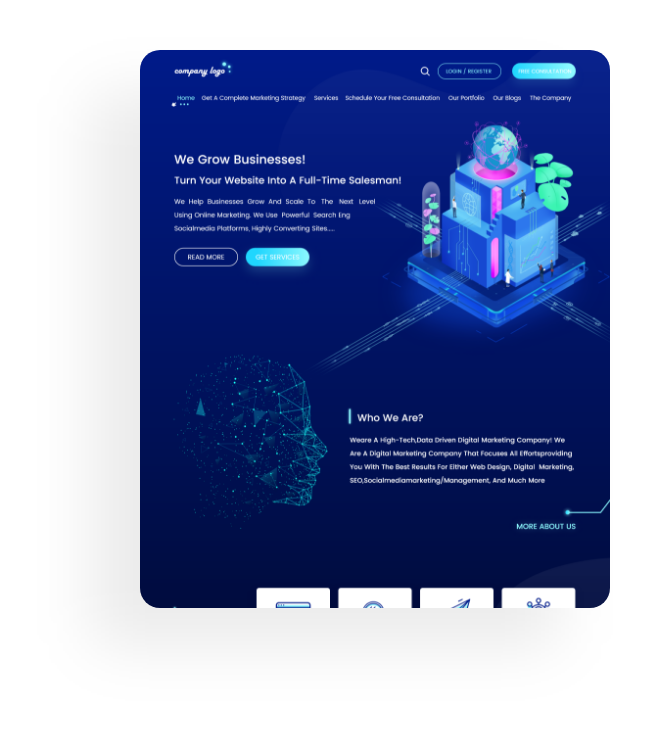 company logo
LOGIN / REGISTER
FREE CONSULTATION
Home Get A Complete Marketing Strategy Services Schedule Your Free Consultation Our Portfolio Our Blogs The Company
We Grow Businesses!
Turn Your Website Into A Full-Time Salesman!
We Help Businesses Grow And Scale To The Next Level
Using Online Marketing. We Use Powerful Search Eng
Socialmedia Platforms, Highly Converting Sites....
READ MORE
GET SERVICES
Who We Are?
Weare A High-Tech,Data Driven Digital Marketing Company! We
Are A Digital Marketing Company That Focuses All Effortsproviding
You With The Best Results For Either Web Design, Digital Marketing,
SEO,Socialmediamarketing/Management, And Much More
MORE ABOUT US